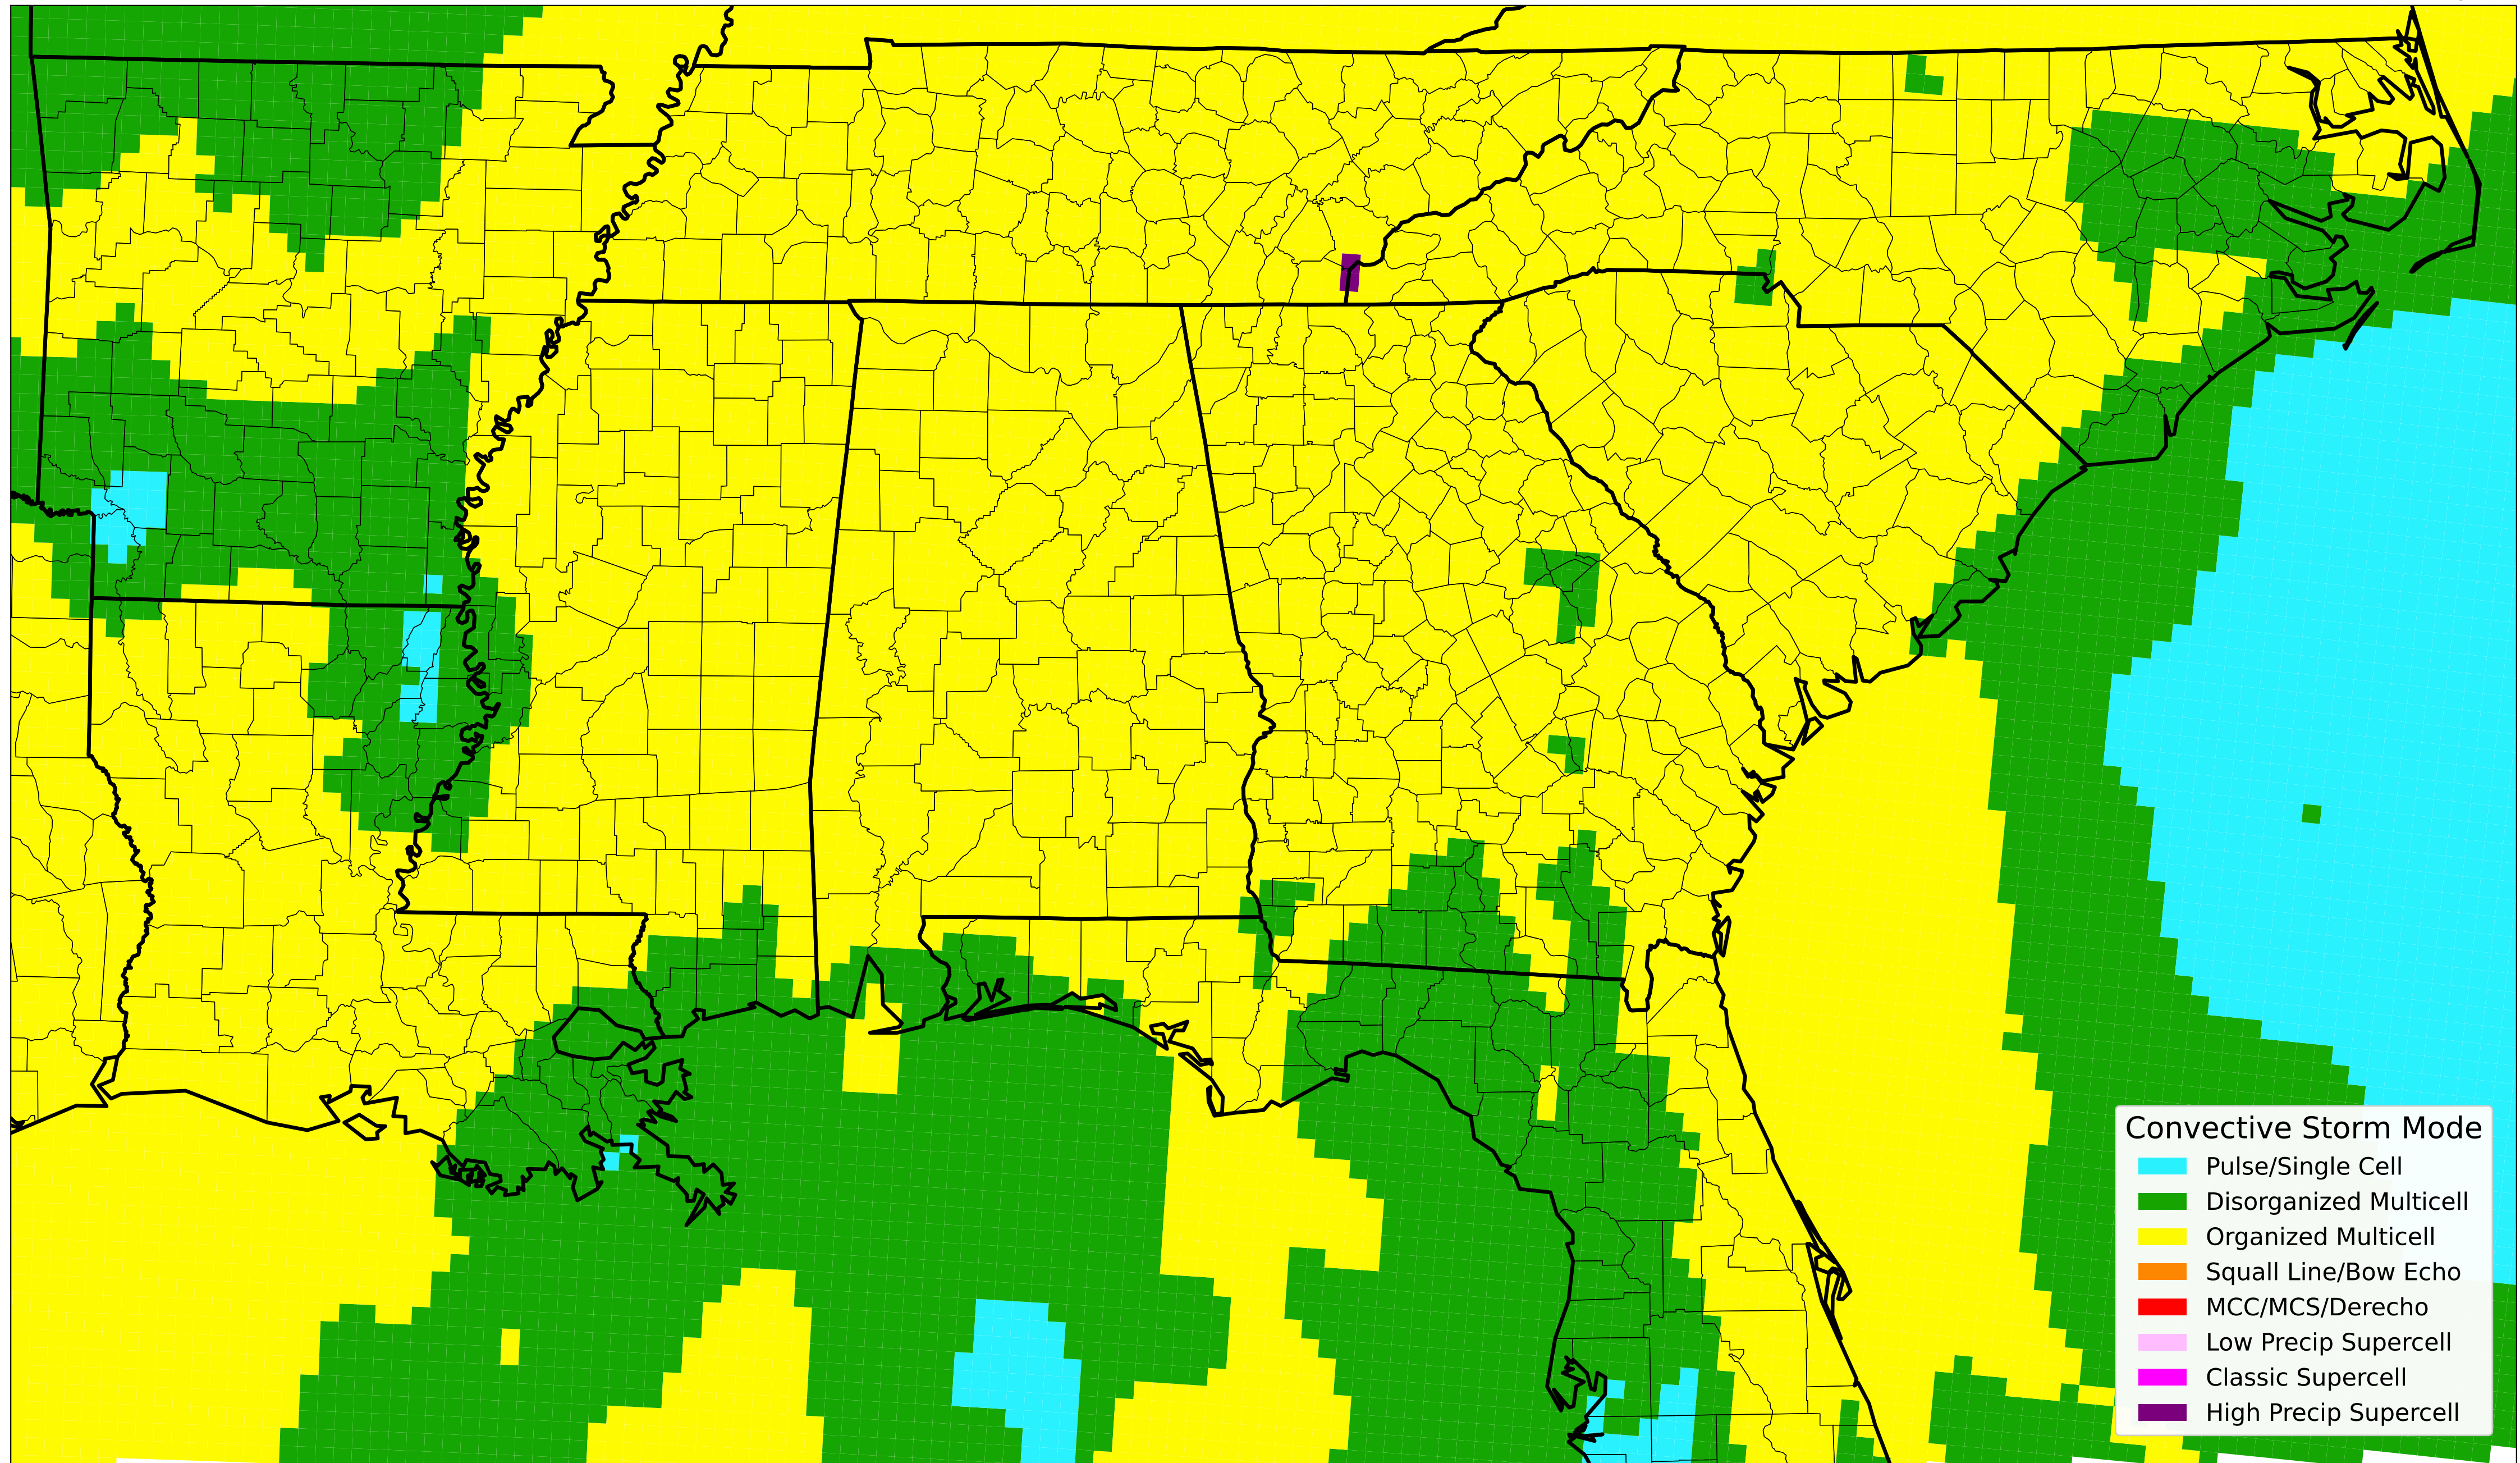 Convective Storm Mode
Pulse/Single Cell
Disorganized Multicell
Organized Multicell
Squall Line/Bow Echo
MCC/MCS/Derecho
Low Precip Supercell
Classic Supercell
High Precip Supercell